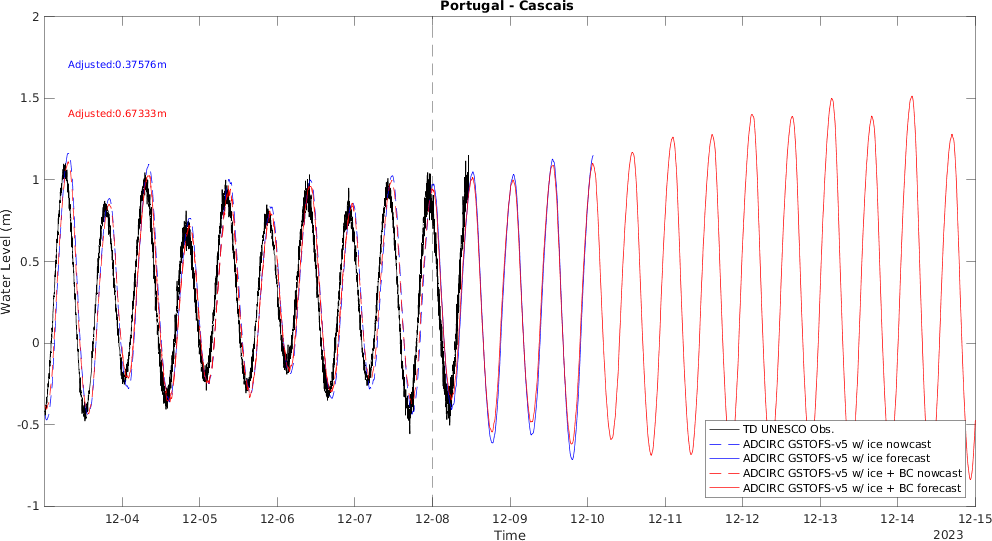 Portugal - Cascais
2
1.5
1
0.5
0
-0.5
-1
Water Level (m)
Adjusted:0.37576m
Adjusted:0.67333m
TD UNESCO Obs.
ADCIRC GSTOFS-v5 w/ ice nowcast
ADCIRC GSTOFS-v5 w/ ice forecast
ADCIRC GSTOFS-v5 w/ ice + BC nowcast
ADCIRC GSTOFS-v5 w/ ice + BC forecast
12-04 12-05 12-06 12-07 12-08 12-09 12-10 12-11 12-12 12-13 12-14 12-15
Time
2023